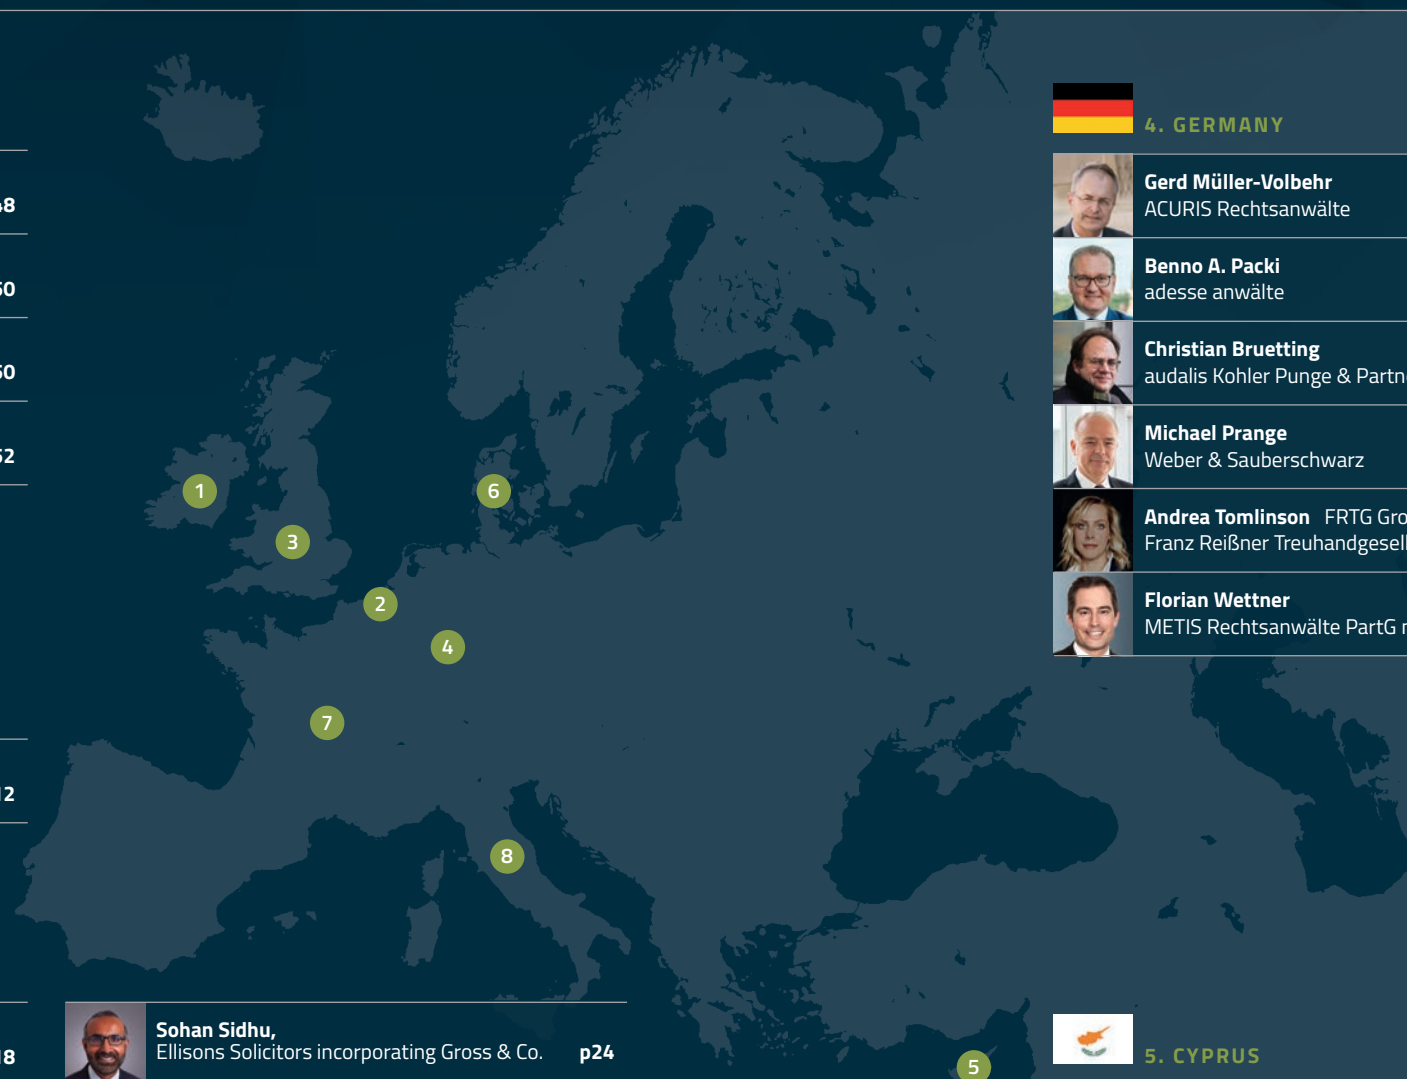 4. GERMANY
Gerd Müller-Volbehr
ACURIS Rechtsanwälte
Benno A. Packi
adesse anwälte
Christian Bruetting
audalis Kohler Punge & Partn
Michael Prange
Weber & Sauberschwarz
Andrea Tomlinson FRTG Gro
Franz Reißner Treuhandgesell
Florian Wettner
METIS Rechtsanwälte PartG
1
6
3
2
4
7
8
Sohan Sidhu,
Ellisons Solicitors incorporating Gross & Co. p24
5
5. CYPRUS